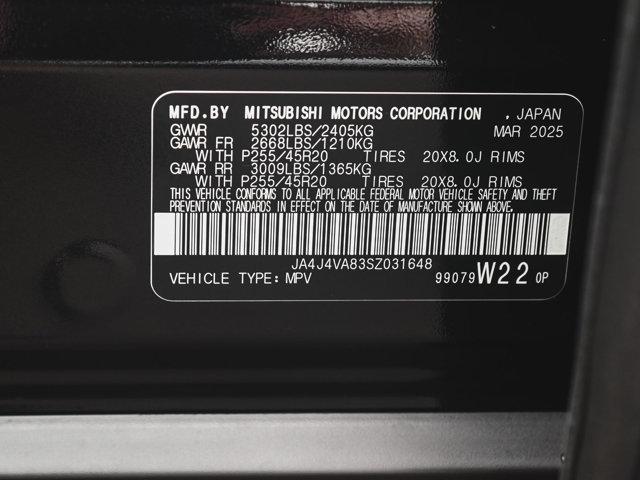 MFD.BY MITSUBISHI MOTORS CORPORATION , JAPAN
GVWR 5302LBS/2405KG MAR 2025
GAWR FR 2668LBS/1210KG
WITH P255/45R20 TIRES 20X8.0J RIMS
GAWR RR 3009LBS/1365KG
WITH P255/45R20 TIRES 20X8.0J RIMS
THIS VEHICLE CONFORMS TO ALL APPLICABLE FEDERAL MOTOR VEHICLE SAFETY AND THEFT
PREVENTION STANDARDS IN EFFECT ON THE DATE OF MANUFACTURE SHOWN ABOVE.
JA4J4VA83SZ031648
VEHICLE TYPE:MPV 99079 W22 0P